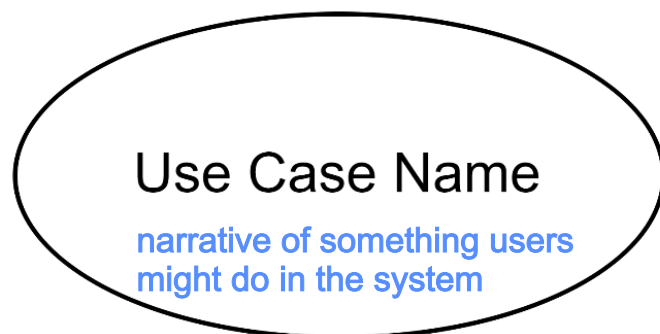 Use Case Name
narrative of something users
might do in the system